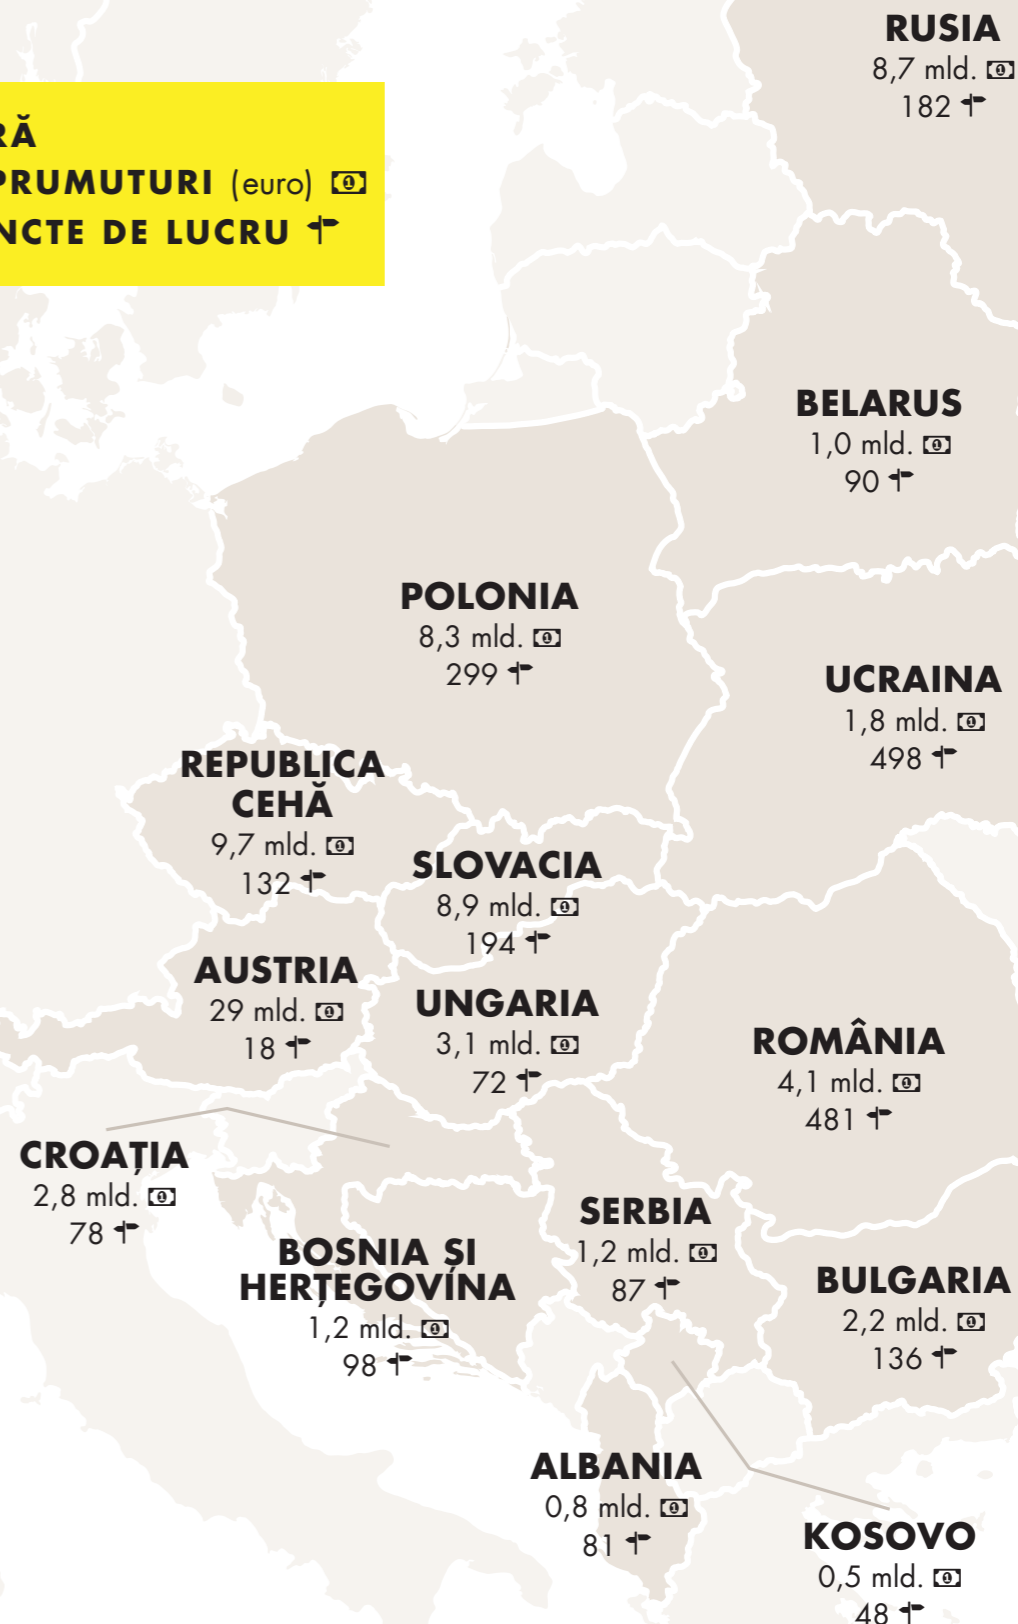 RUSIA
8,7 mld.
182
RĂ
PRUMUTURI (euro)
NCTE DE LUCRU
BELARUS
1,0 mld.
90
POLONIA
8,3 mld.
299
UCRAINA
1,8 mld.
498
REPUBLICA
CEHĂ
9,7 mld.
132
SLOVACIA
8,9 mld.
194
AUSTRIA
29 mld.
18
UNGARIA
3,1 mld.
72
ROMÂNIA
4,1 mld.
481
CROAȚIA
2,8 mld.
78
SERBIA
1,2 mld.
87
BOSNIA ȘI
HERȚEGOVINA
1,2 mld.
98
BULGARIA
2,2 mld.
136
ALBANIA
0,8 mld.
81
KOSOVO
0,5 mld.
48